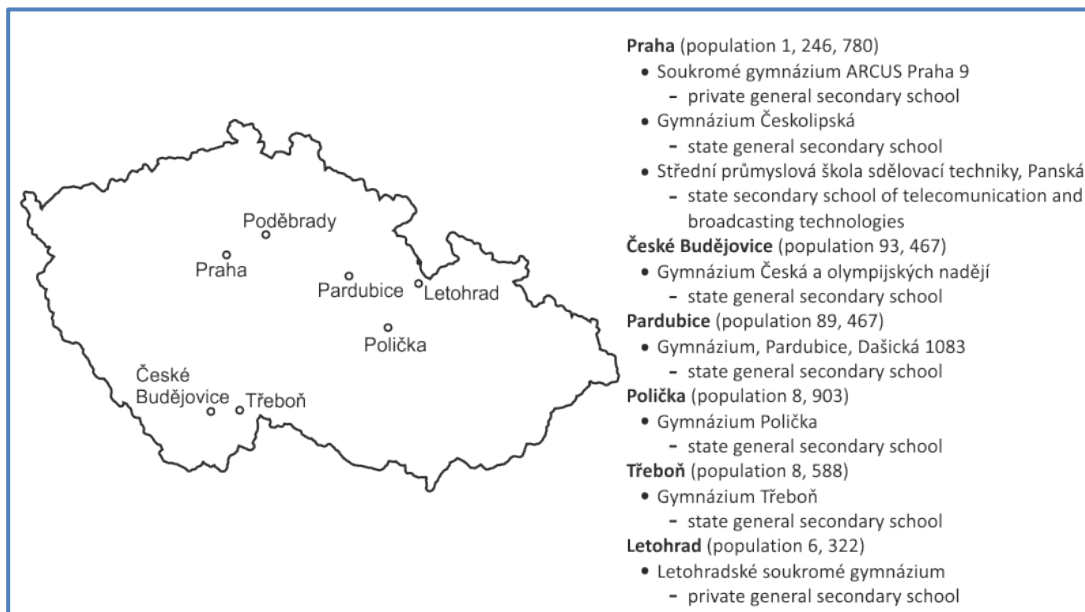 Poděbrady
Praha
Pardubice
Letohrad
Polička
České
Budějovice
Třeboň
Praha (population 1, 246, 780)
• Soukromé gymnázium ARCUS Praha 9
– private general secondary school
• Gymnázium Českolipská
– state general secondary school
• Střední průmyslová škola sdělovací techniky, Panská
– state secondary school of telecommunication and
broadcasting technologies
České Budějovice (population 93, 467)
• Gymnázium Česká a olympijských nadějí
– state general secondary school
Pardubice (population 89, 467)
• Gymnázium, Pardubice, Dašická 1083
– state general secondary school
Polička (population 8, 903)
• Gymnázium Polička
– state general secondary school
Třeboň (population 8, 588)
• Gymnázium Třeboň
– state general secondary school
Letohrad (population 6, 322)
• Letohradské soukromé gymnázium
– private general secondary school